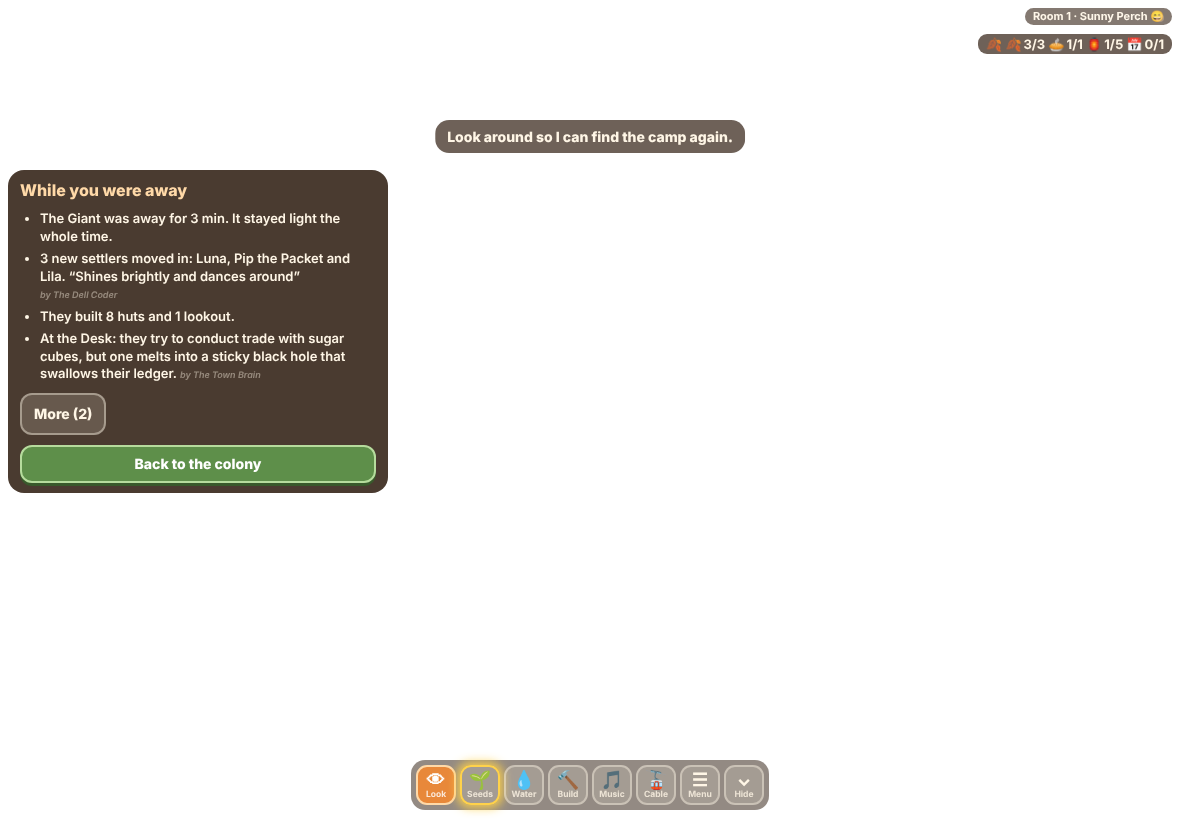 Room 1 · Sunny Perch 😄
🍂 🍂 3/3 🥧 1/1 🏮 1/5 📅 0/1
Look around so I can find the camp again.
While you were away
• The Giant was away for 3 min. It stayed light the
whole time.
• 3 new settlers moved in: Luna, Pip the Packet and
Lila. “Shines brightly and dances around”
by The Dell Coder
• They built 8 huts and 1 lookout.
• At the Desk: they try to conduct trade with sugar
cubes, but one melts into a sticky black hole that
swallows their ledger. by The Town Brain
More (2)
Back to the colony
Look Seeds Water Build Music Cable Menu Hide